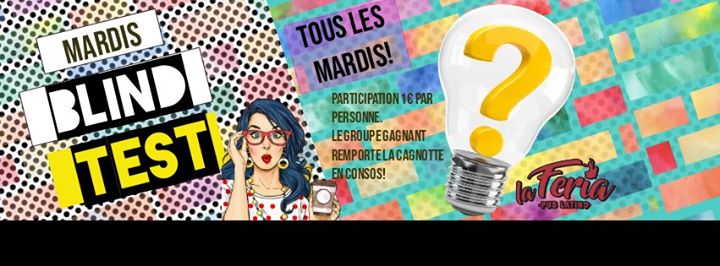 MARDIS
BLIND
TEST
TOUS LES
MARDIS!
PARTICIPATION 1€ PAR
PERSONNE.
LE GROUPE GAGNANT
REMPORTE LA CAGNOTTE
EN CONSOS!
la Feria
PUB LATINO